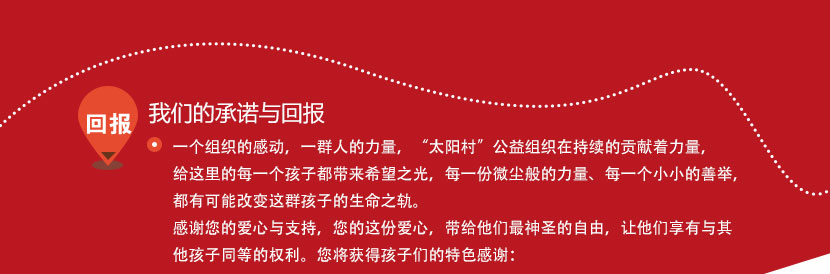 回报
我们的承诺与回报
一个组织的感动，一群人的力量，“太阳村”公益组织在持续的贡献着力量，
给这里的每一个孩子都带来希望之光，每一份微尘般的力量、每一个小小的善举，
都有可能改变这群孩子的生命之轨。
感谢您的爱心与支持，您的这份爱心，带给他们最神圣的自由，让他们享有与其
他孩子同等的权利。您将获得孩子们的特色感谢：